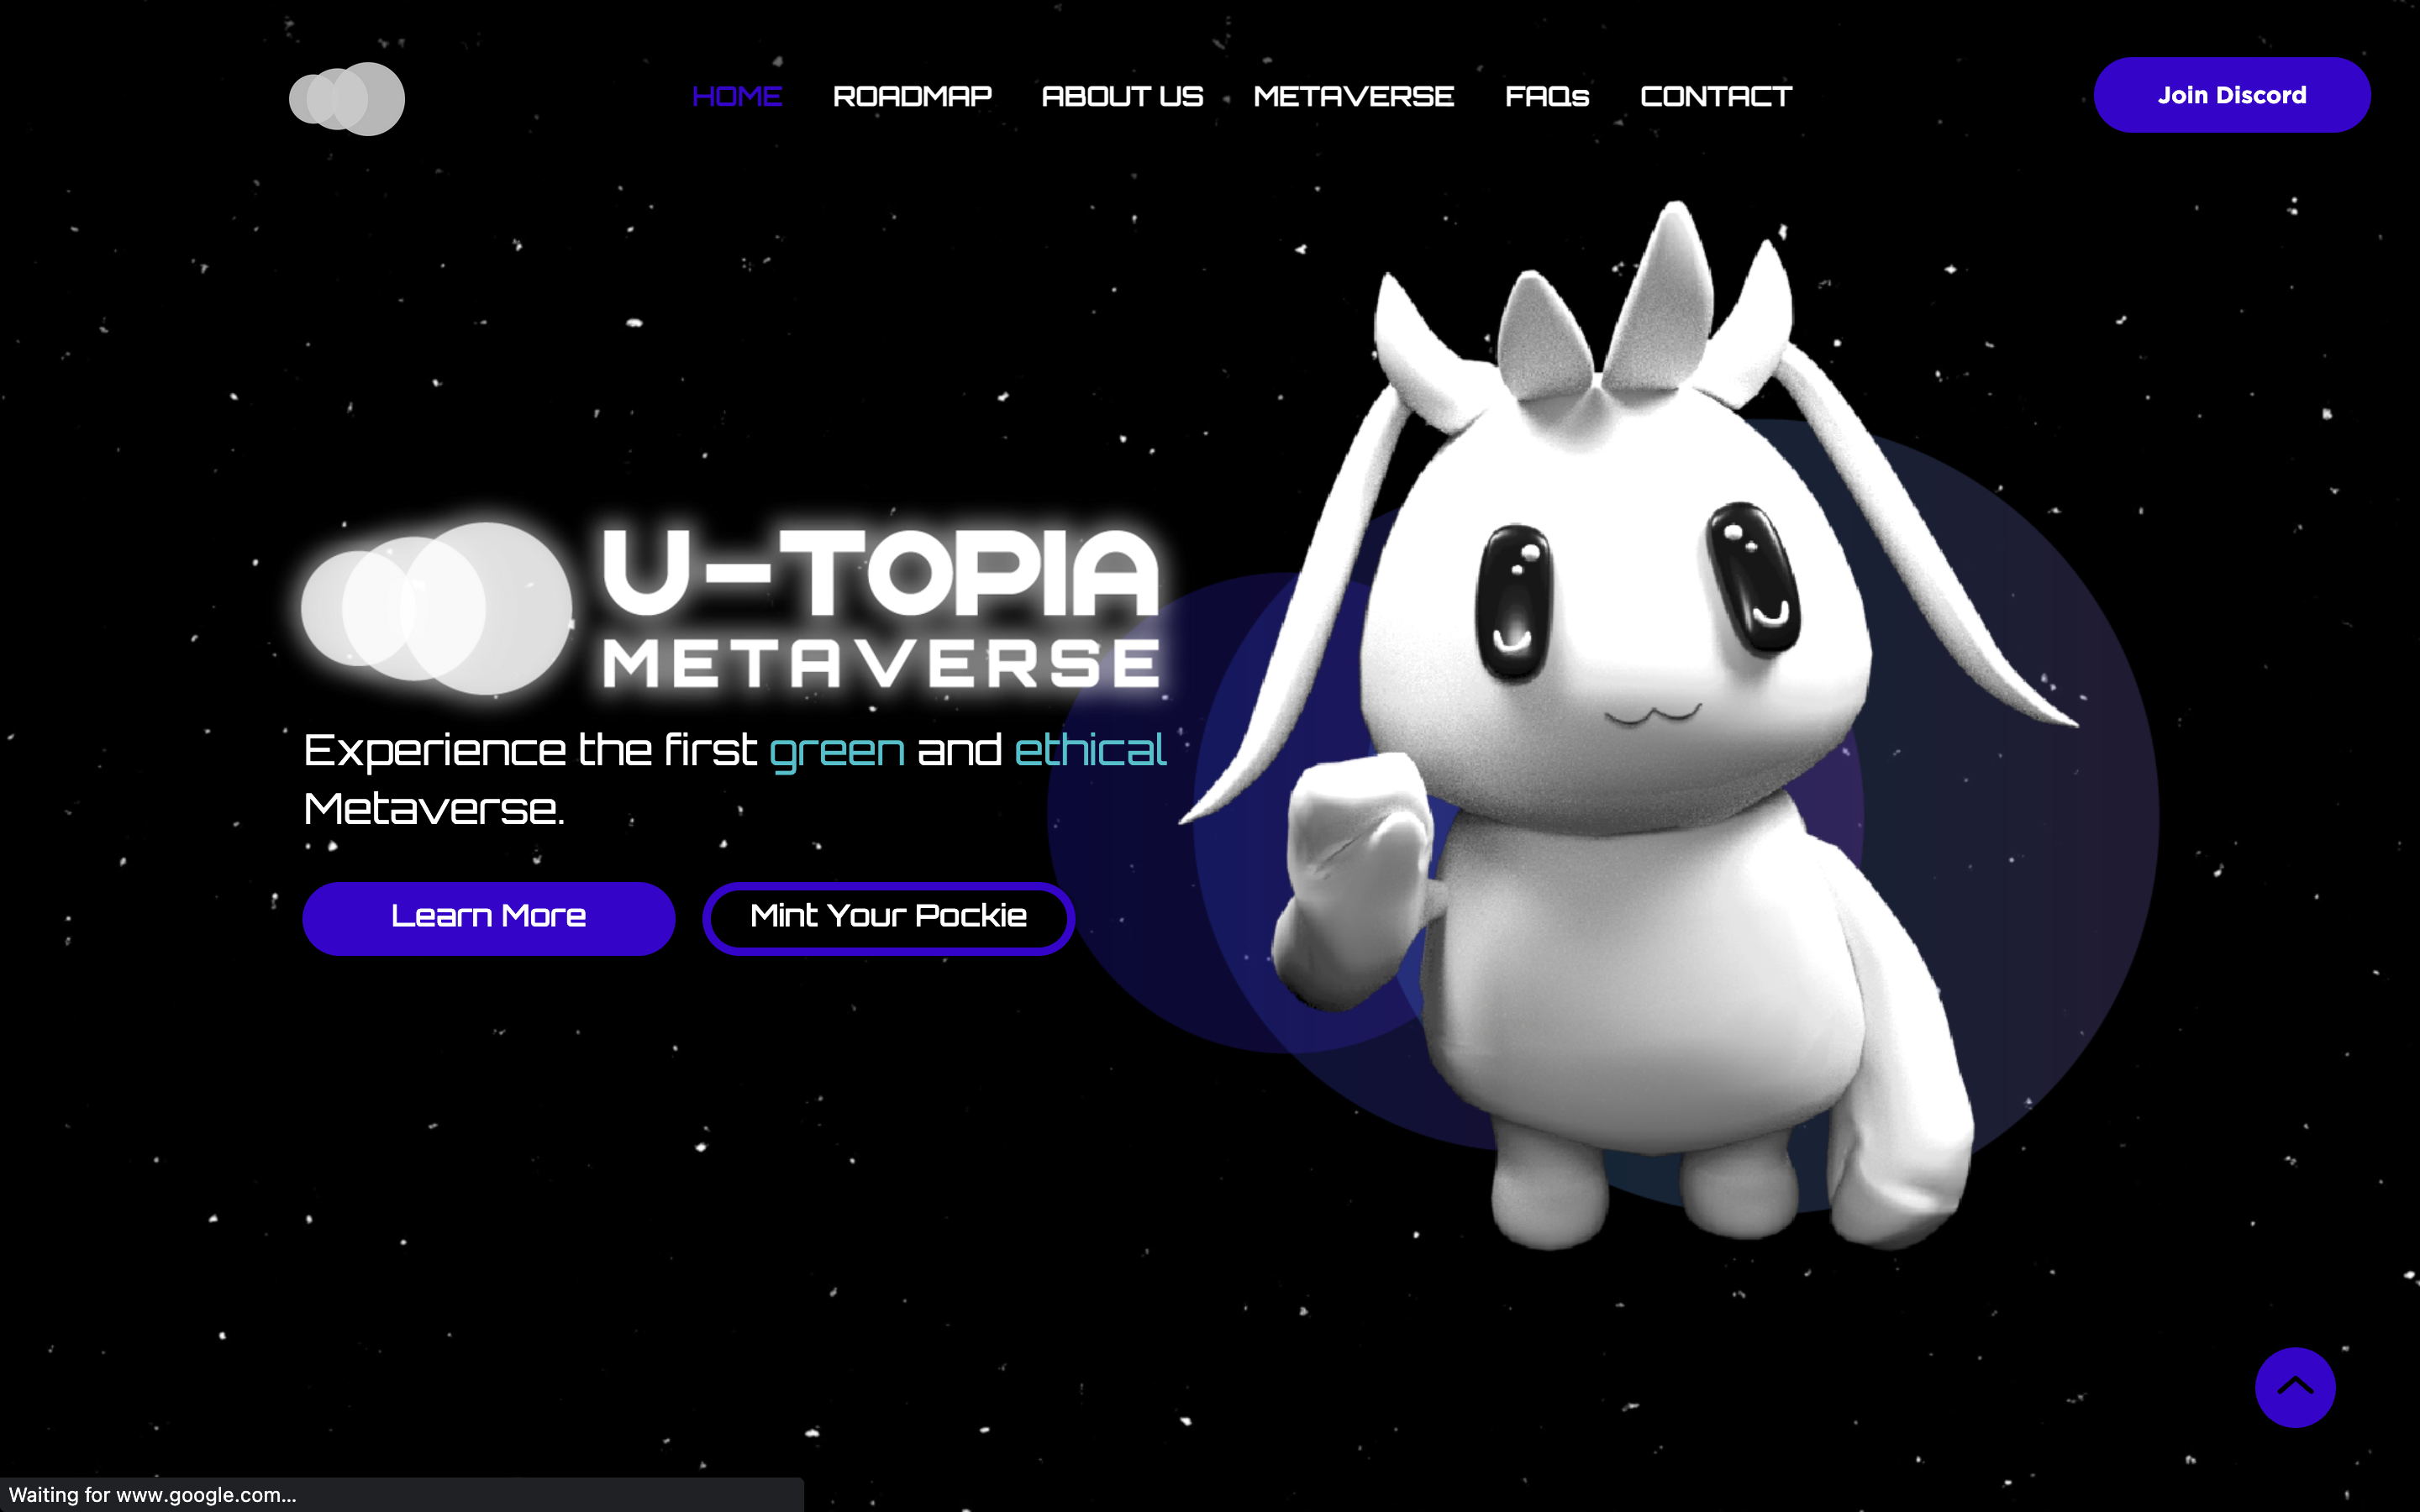 HOME ROADMAP ABOUT US METAVERSE FAQs CONTACT Join Discord
U-TOPIA
METAVERSE
Experience the first green and ethical
Metaverse.
Learn More Mint Your Pockie
Waiting for www.google.com...